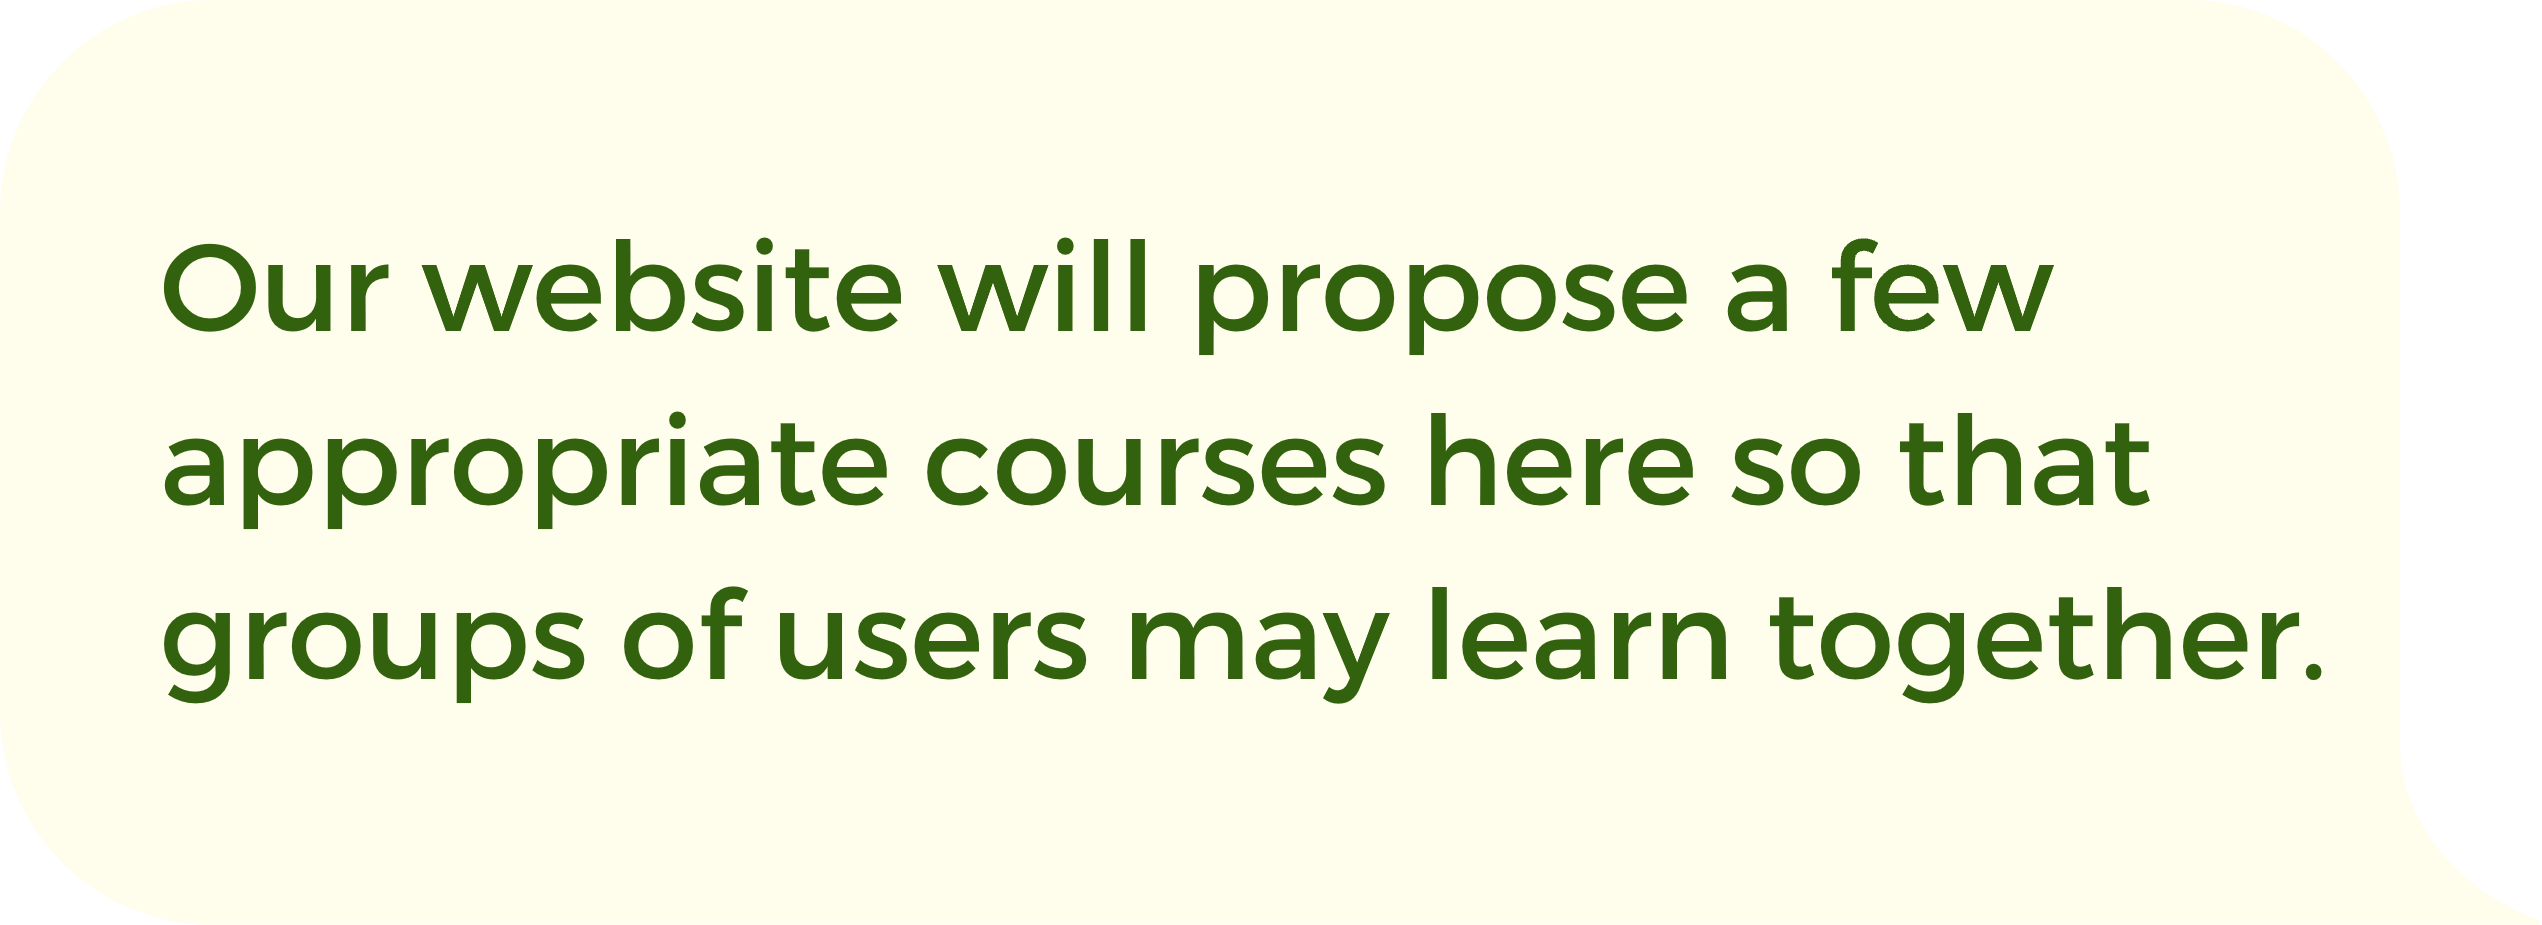 Our website will propose a few
appropriate courses here so that
groups of users may learn together.